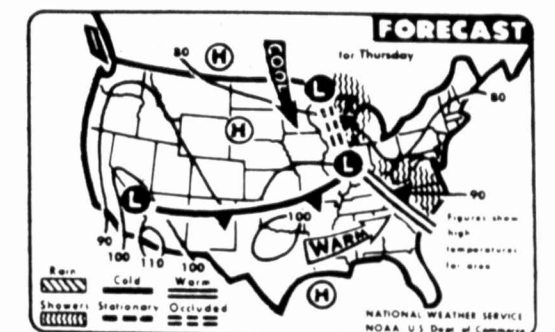 FORECAST
for Thursday
80
H
COOL
L
80
H
L
90
L
100
Figures show
high
temperatures
for area
WARM
90
100
110
100
H
Rain
Cold
Warm
Showers
Stationary
Occluded
NATIONAL WEATHER SERVICE
NOAA U S Dept of Commerce